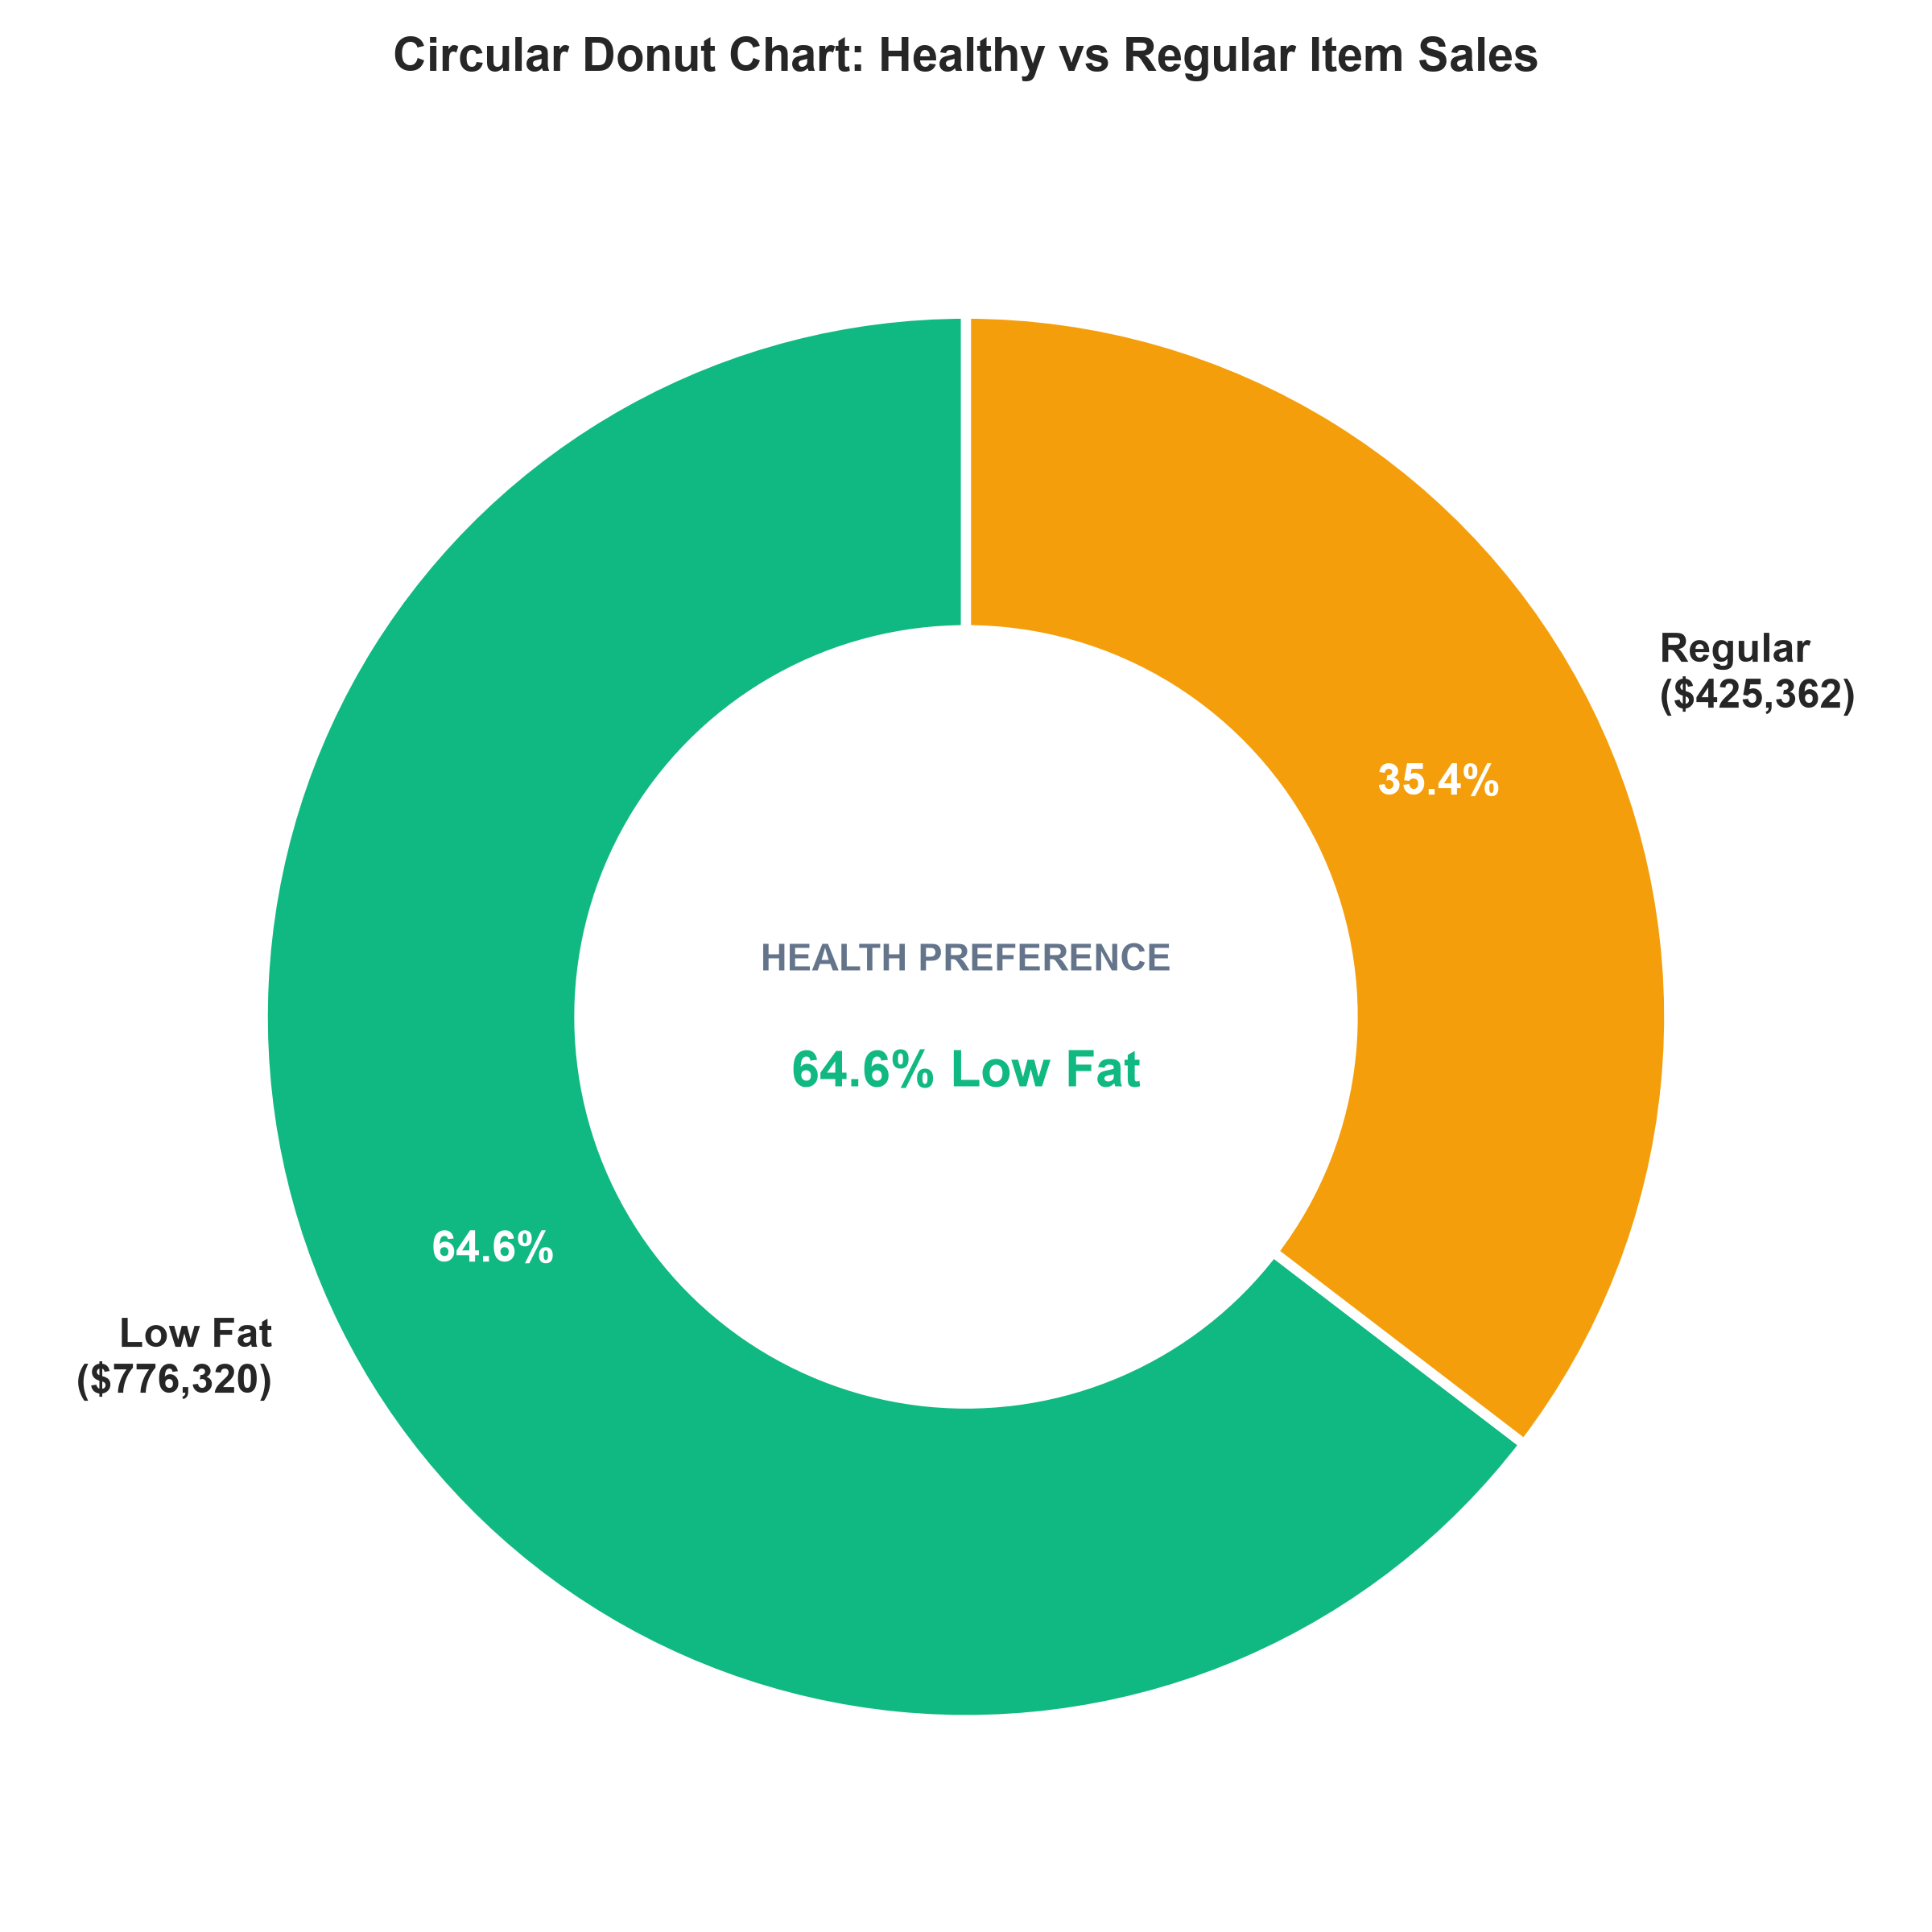 Circular Donut Chart: Healthy vs Regular Item Sales
Regular
($425,362)
35.4%
HEALTH PREFERENCE
64.6% Low Fat
64.6%
Low Fat
($776,320)